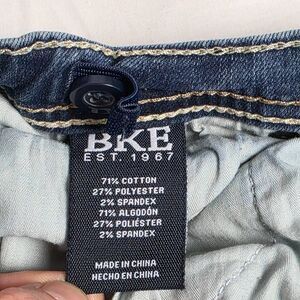 BKE
EST. 1967
71% COTTON
27% POLYESTER
2% SPANDEX
71% ALGODÓN
27% POLIÉSTER
2% SPANDEX
MADE IN CHINA
HECHO EN CHINA